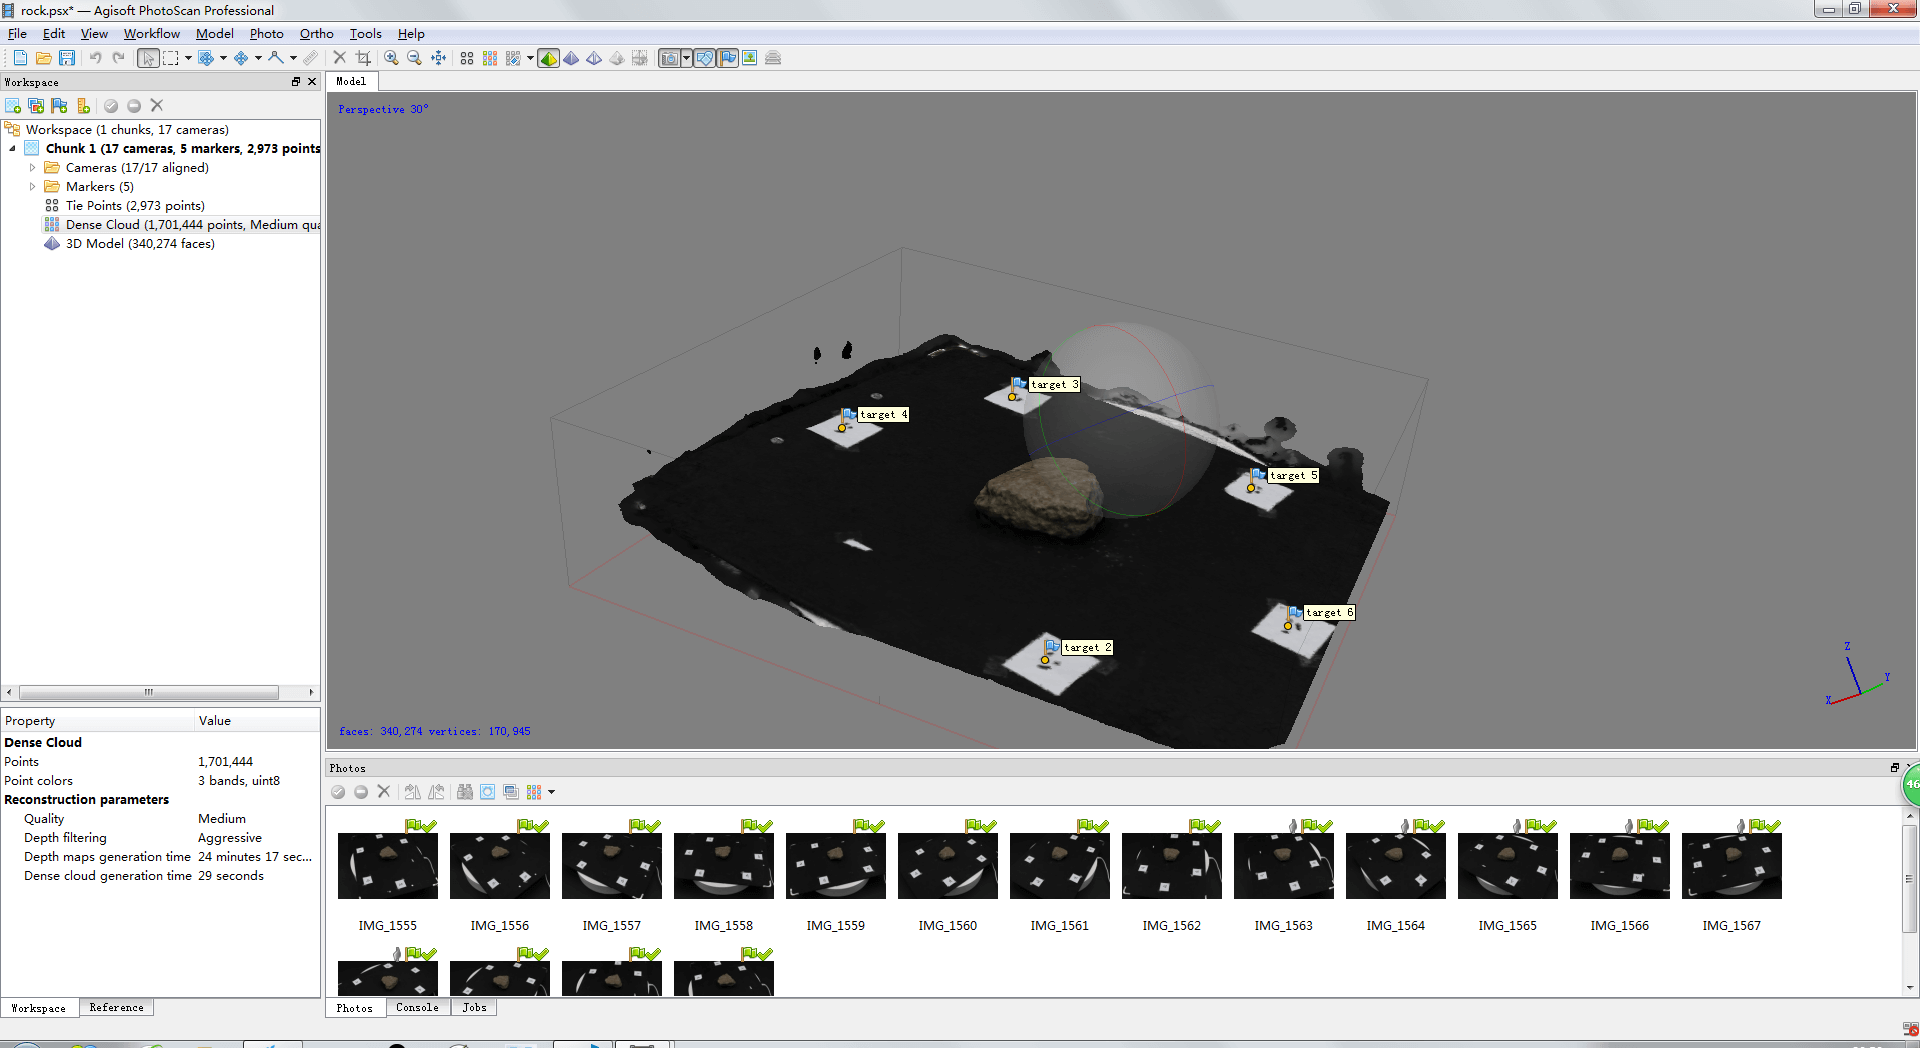 rock.psx* — Agisoft PhotoScan Professional
File Edit View Workflow Model Photo Ortho Tools Help
Workspace
Workspace (1 chunks, 17 cameras)
Chunk 1 (17 cameras, 5 markers, 2,973 points
Cameras (17/17 aligned)
Markers (5)
Tie Points (2,973 points)
Dense Cloud (1,701,444 points, Medium qua
3D Model (340,274 faces)
Property Value
Dense Cloud
Points 1,701,444
Point colors 3 bands, uint8
Reconstruction parameters
Quality Medium
Depth filtering Aggressive
Depth maps generation time 24 minutes 17 sec...
Dense cloud generation time 29 seconds
Workspace Reference
Model
Perspective 30°
target 3
target 4
target 5
target 6
target 2
Z
Y
X
faces: 340,274 vertices: 170,945
Photos
46
IMG_1555 IMG_1556 IMG_1557 IMG_1558 IMG_1559 IMG_1560 IMG_1561 IMG_1562 IMG_1563 IMG_1564 IMG_1565 IMG_1566 IMG_1567
Photos Console Jobs